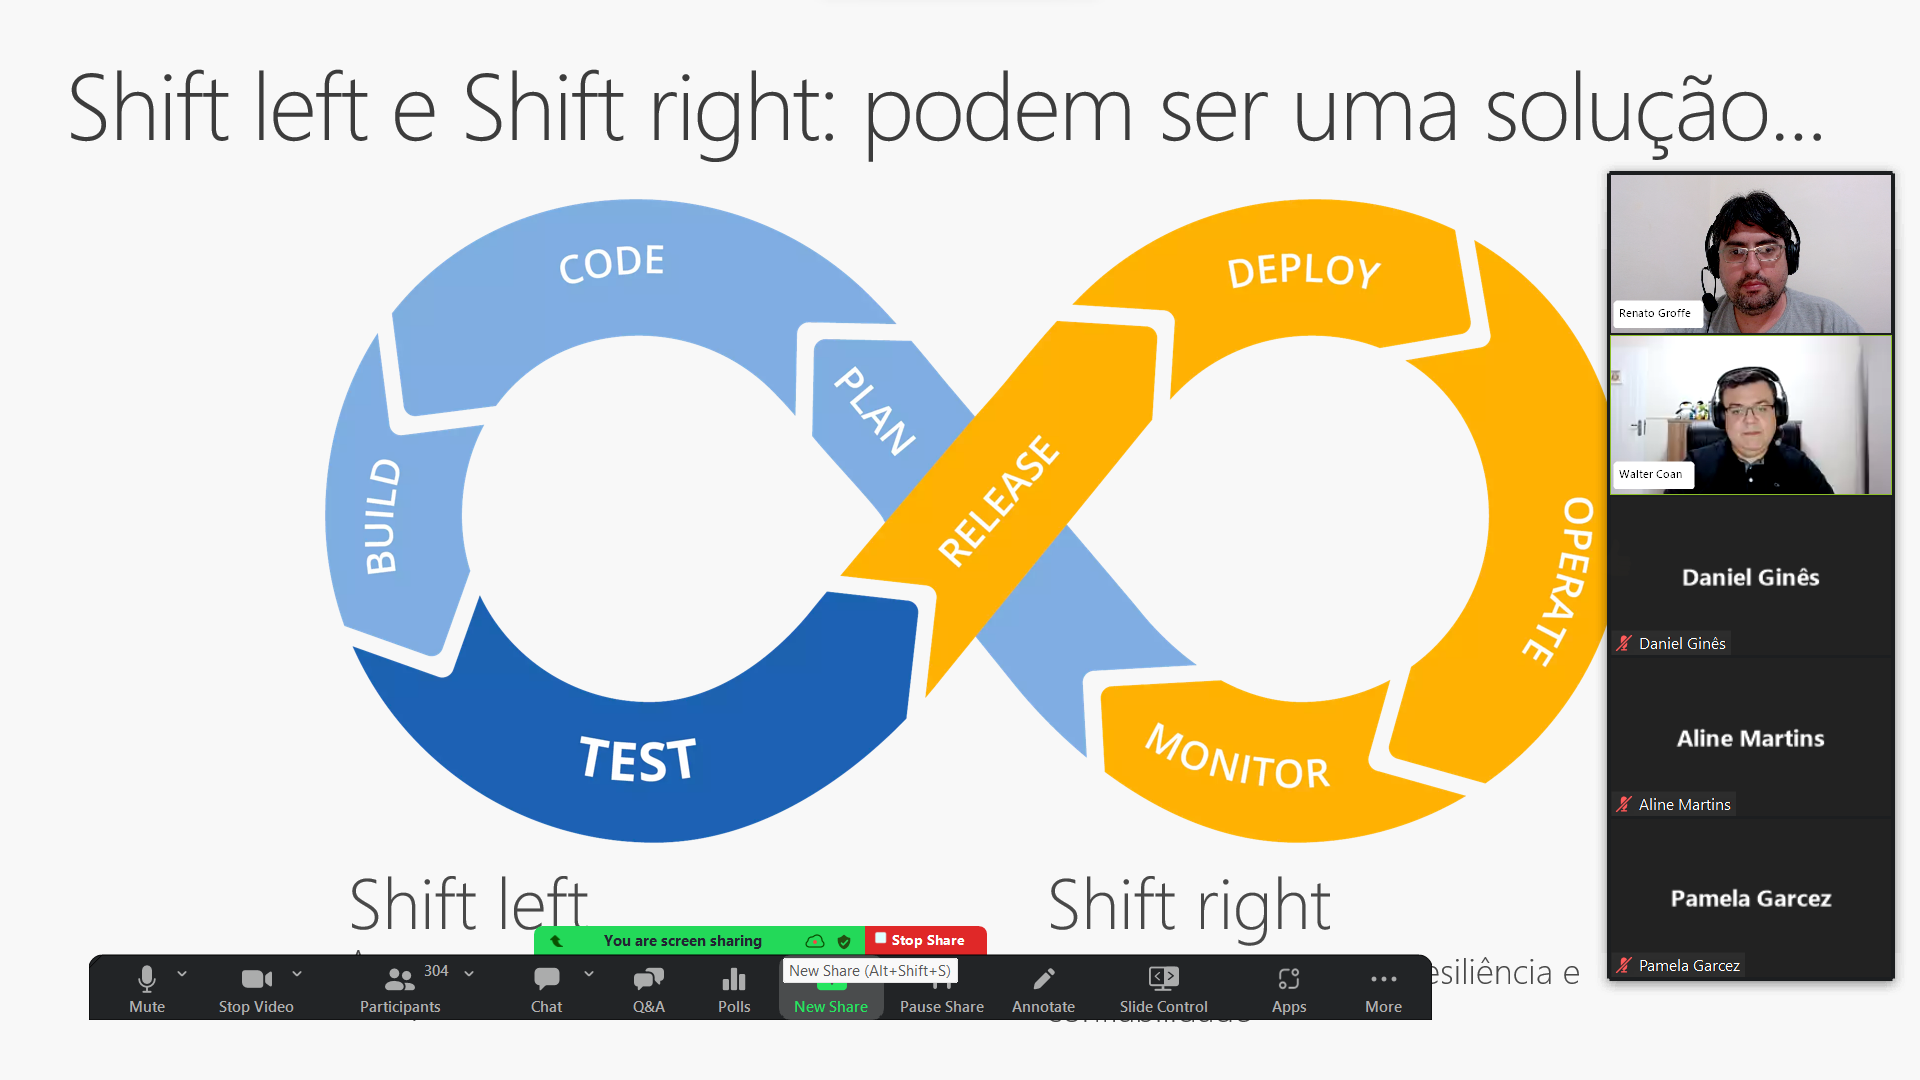 Shift left e Shift right: podem ser uma solução...
CODE
DEPLOY
PLAN
BUILD
RELEASE
OPERATE
TEST
MONITOR
Renato Groffe
Walter Coan
Daniel Ginês
Daniel Ginês
Aline Martins
Aline Martins
Pamela Garcez
Pamela Garcez
Shift left
Shift right
esiliência e
You are screen sharing
Stop Share
New Share (Alt+Shift+S)
304
Mute
Stop Video
Participants
Chat
Q&A
Polls
New Share
Pause Share
Annotate
Slide Control
Apps
More